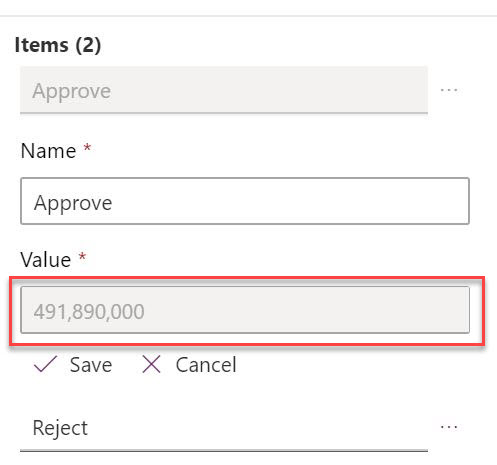 Items (2)
Approve ...
Name *
Approve
Value *
491,890,000
Save Cancel
Reject ...